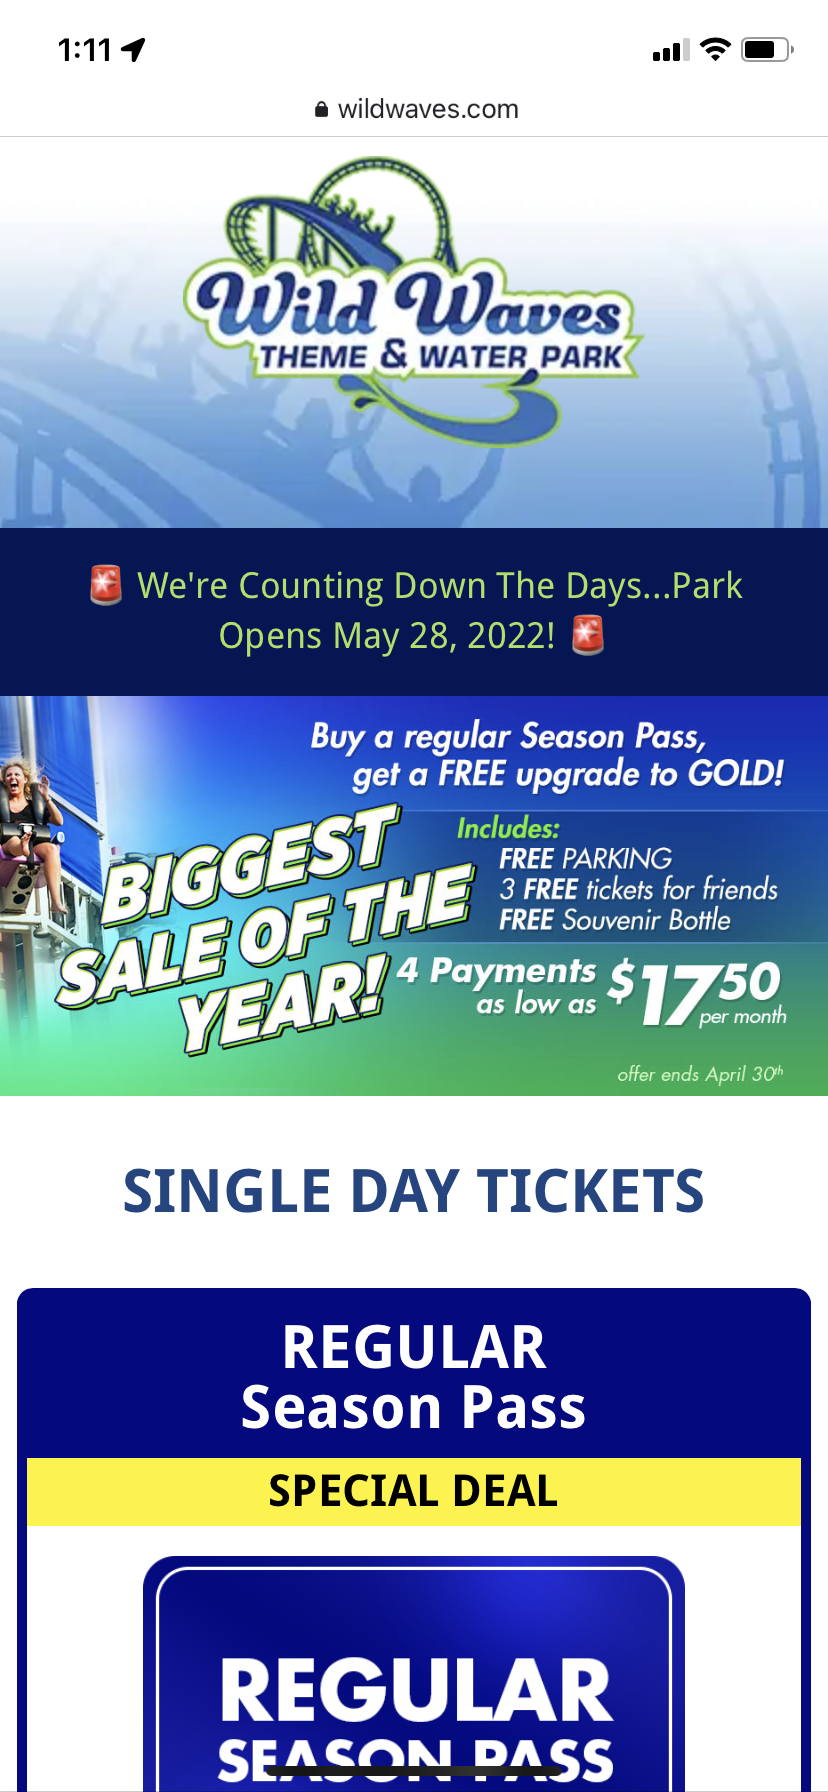 1:11
wildwaves.com
Wild Waves
THEME & WATER PARK
🚨 We're Counting Down The Days...Park
Opens May 28, 2022! 🚨
Buy a regular Season Pass,
get a FREE upgrade to GOLD!
BIGGEST
SALE OF THE
YEAR!
Includes:
FREE PARKING
3 FREE tickets for friends
FREE Souvenir Bottle
4 Payments
as low as $1750
per month
offer ends April 30th
SINGLE DAY TICKETS
REGULAR
Season Pass
SPECIAL DEAL
REGULAR
SEASON PASS